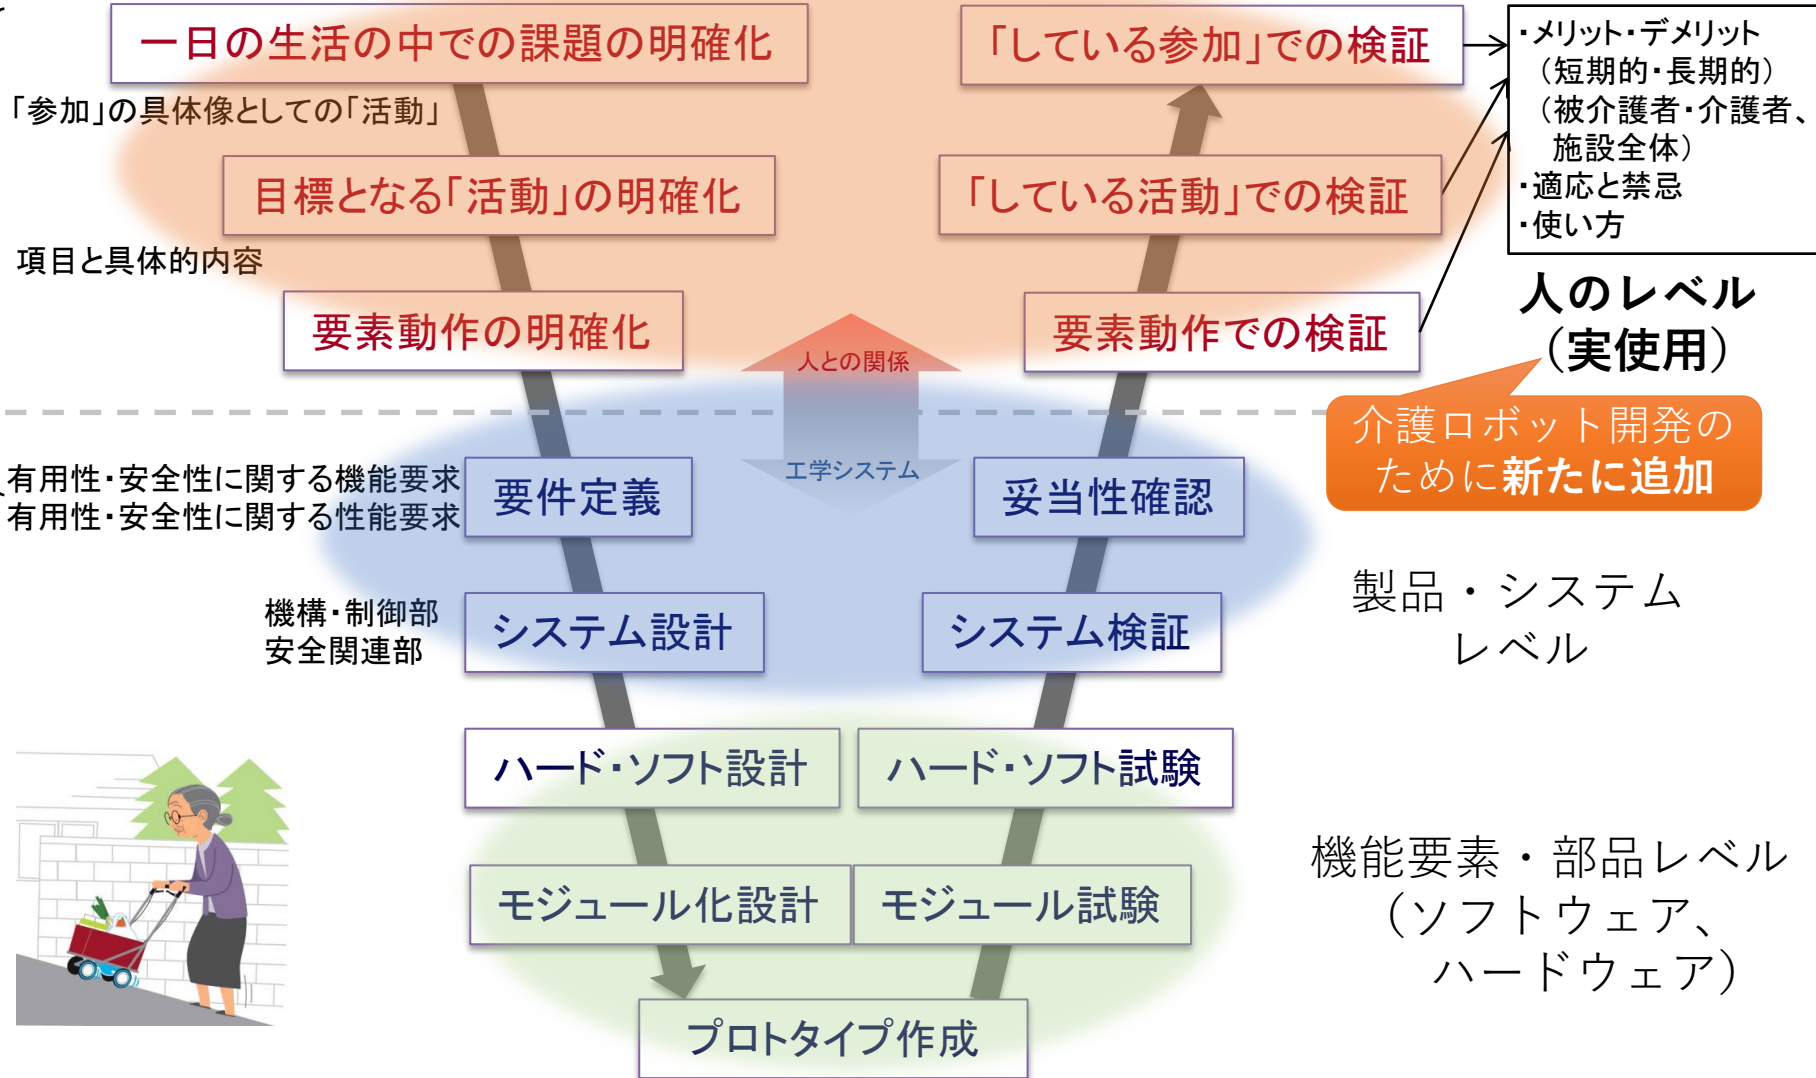 一日の生活の中での課題の明確化
「している参加」での検証
・メリット・デメリット
（短期的・長期的）
（被介護者・介護者、
施設全体）
・適応と禁忌
・使い方
「参加」の具体像としての「活動」
目標となる「活動」の明確化
「している活動」での検証
項目と具体的内容
要素動作の明確化
要素動作での検証
人のレベル
（実使用）
人との関係
工学システム
介護ロボット開発の
ために新たに追加
有用性・安全性に関する機能要求
有用性・安全性に関する性能要求
要件定義
妥当性確認
機構・制御部
安全関連部
システム設計
システム検証
製品・システム
レベル
ハード・ソフト設計
ハード・ソフト試験
モジュール化設計
モジュール試験
機能要素・部品レベル
（ソフトウェア、
ハードウェア）
プロトタイプ作成